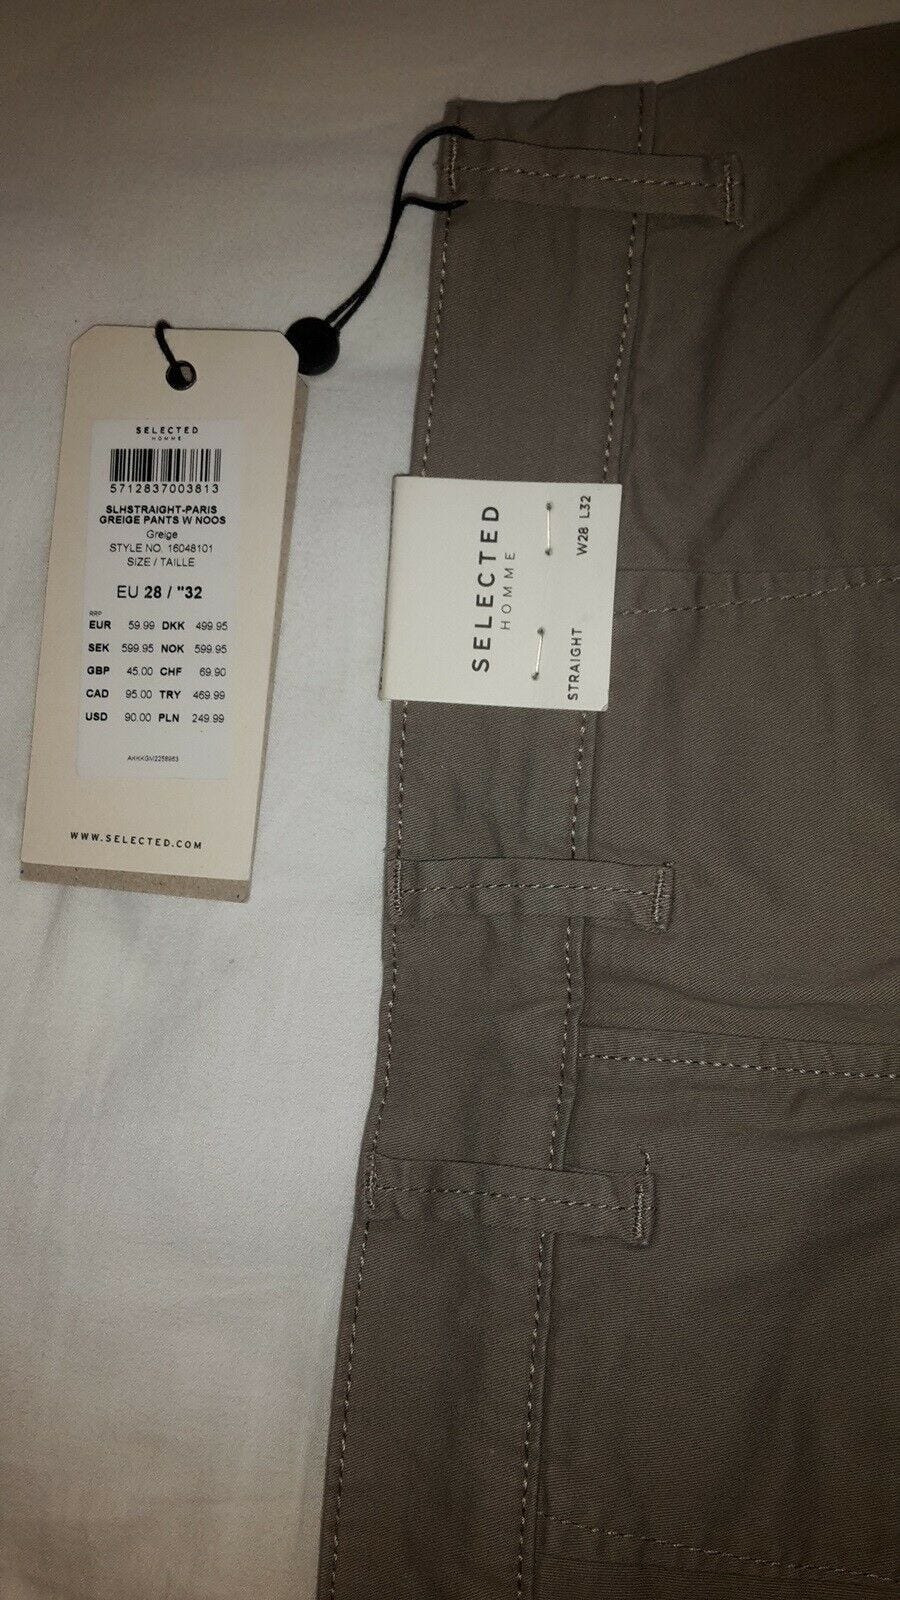 SELECTED
HOMME
5712837003813
SLHSTRAIGHT-PARIS
GREIGE PANTS W NOOS
Greige
STYLE NO. 16048101
SIZE / TAILLE
EU 28 / "32
RRP
EUR 59.99 DKK 499.95
SEK 599.95 NOK 599.95
GBP 45.00 CHF 69.90
CAD 95.00 TRY 469.99
USD 90.00 PLN 249.99
WWW.SELECTED.COM
SELECTED
HOMME
STRAIGHT W28 L32